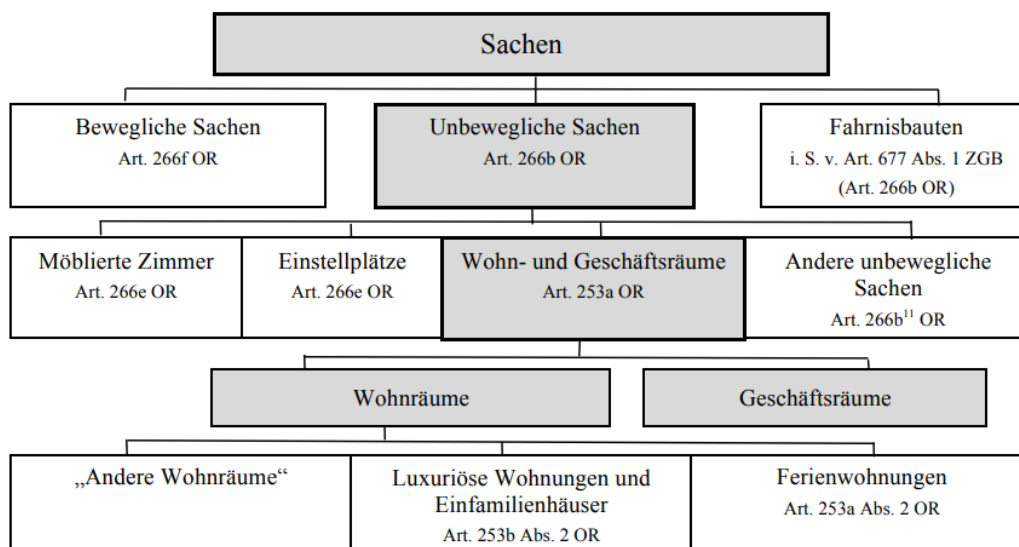 Sachen
Bewegliche Sachen
Art. 266f OR
Unbewegliche Sachen
Art. 266b OR
Fahrnisbauten
i. S. v. Art. 677 Abs. 1 ZGB
(Art. 266b OR)
Möblierte Zimmer
Art. 266e OR
Einstellplätze
Art. 266e OR
Wohn- und Geschäftsräume
Art. 253a OR
Andere unbewegliche
Sachen
Art. 266b¹¹ OR
Wohnräume
Geschäftsräume
„Andere Wohnräume“
Luxuriöse Wohnungen und
Einfamilienhäuser
Art. 253b Abs. 2 OR
Ferienwohnungen
Art. 253a Abs. 2 OR